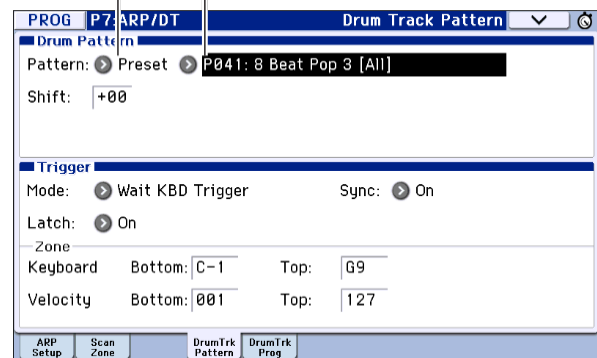 PROG P7:ARP/DT Drum Track Pattern
Drum Pattern
Pattern: Preset P041: 8 Beat Pop 3 [All]
Shift: +00
Trigger
Mode: Wait KBD Trigger Sync: On
Latch: On
Zone
Keyboard Bottom: C-1 Top: G9
Velocity Bottom: 001 Top: 127
ARP Setup Scan Zone DrumTrk Pattern DrumTrk Prog